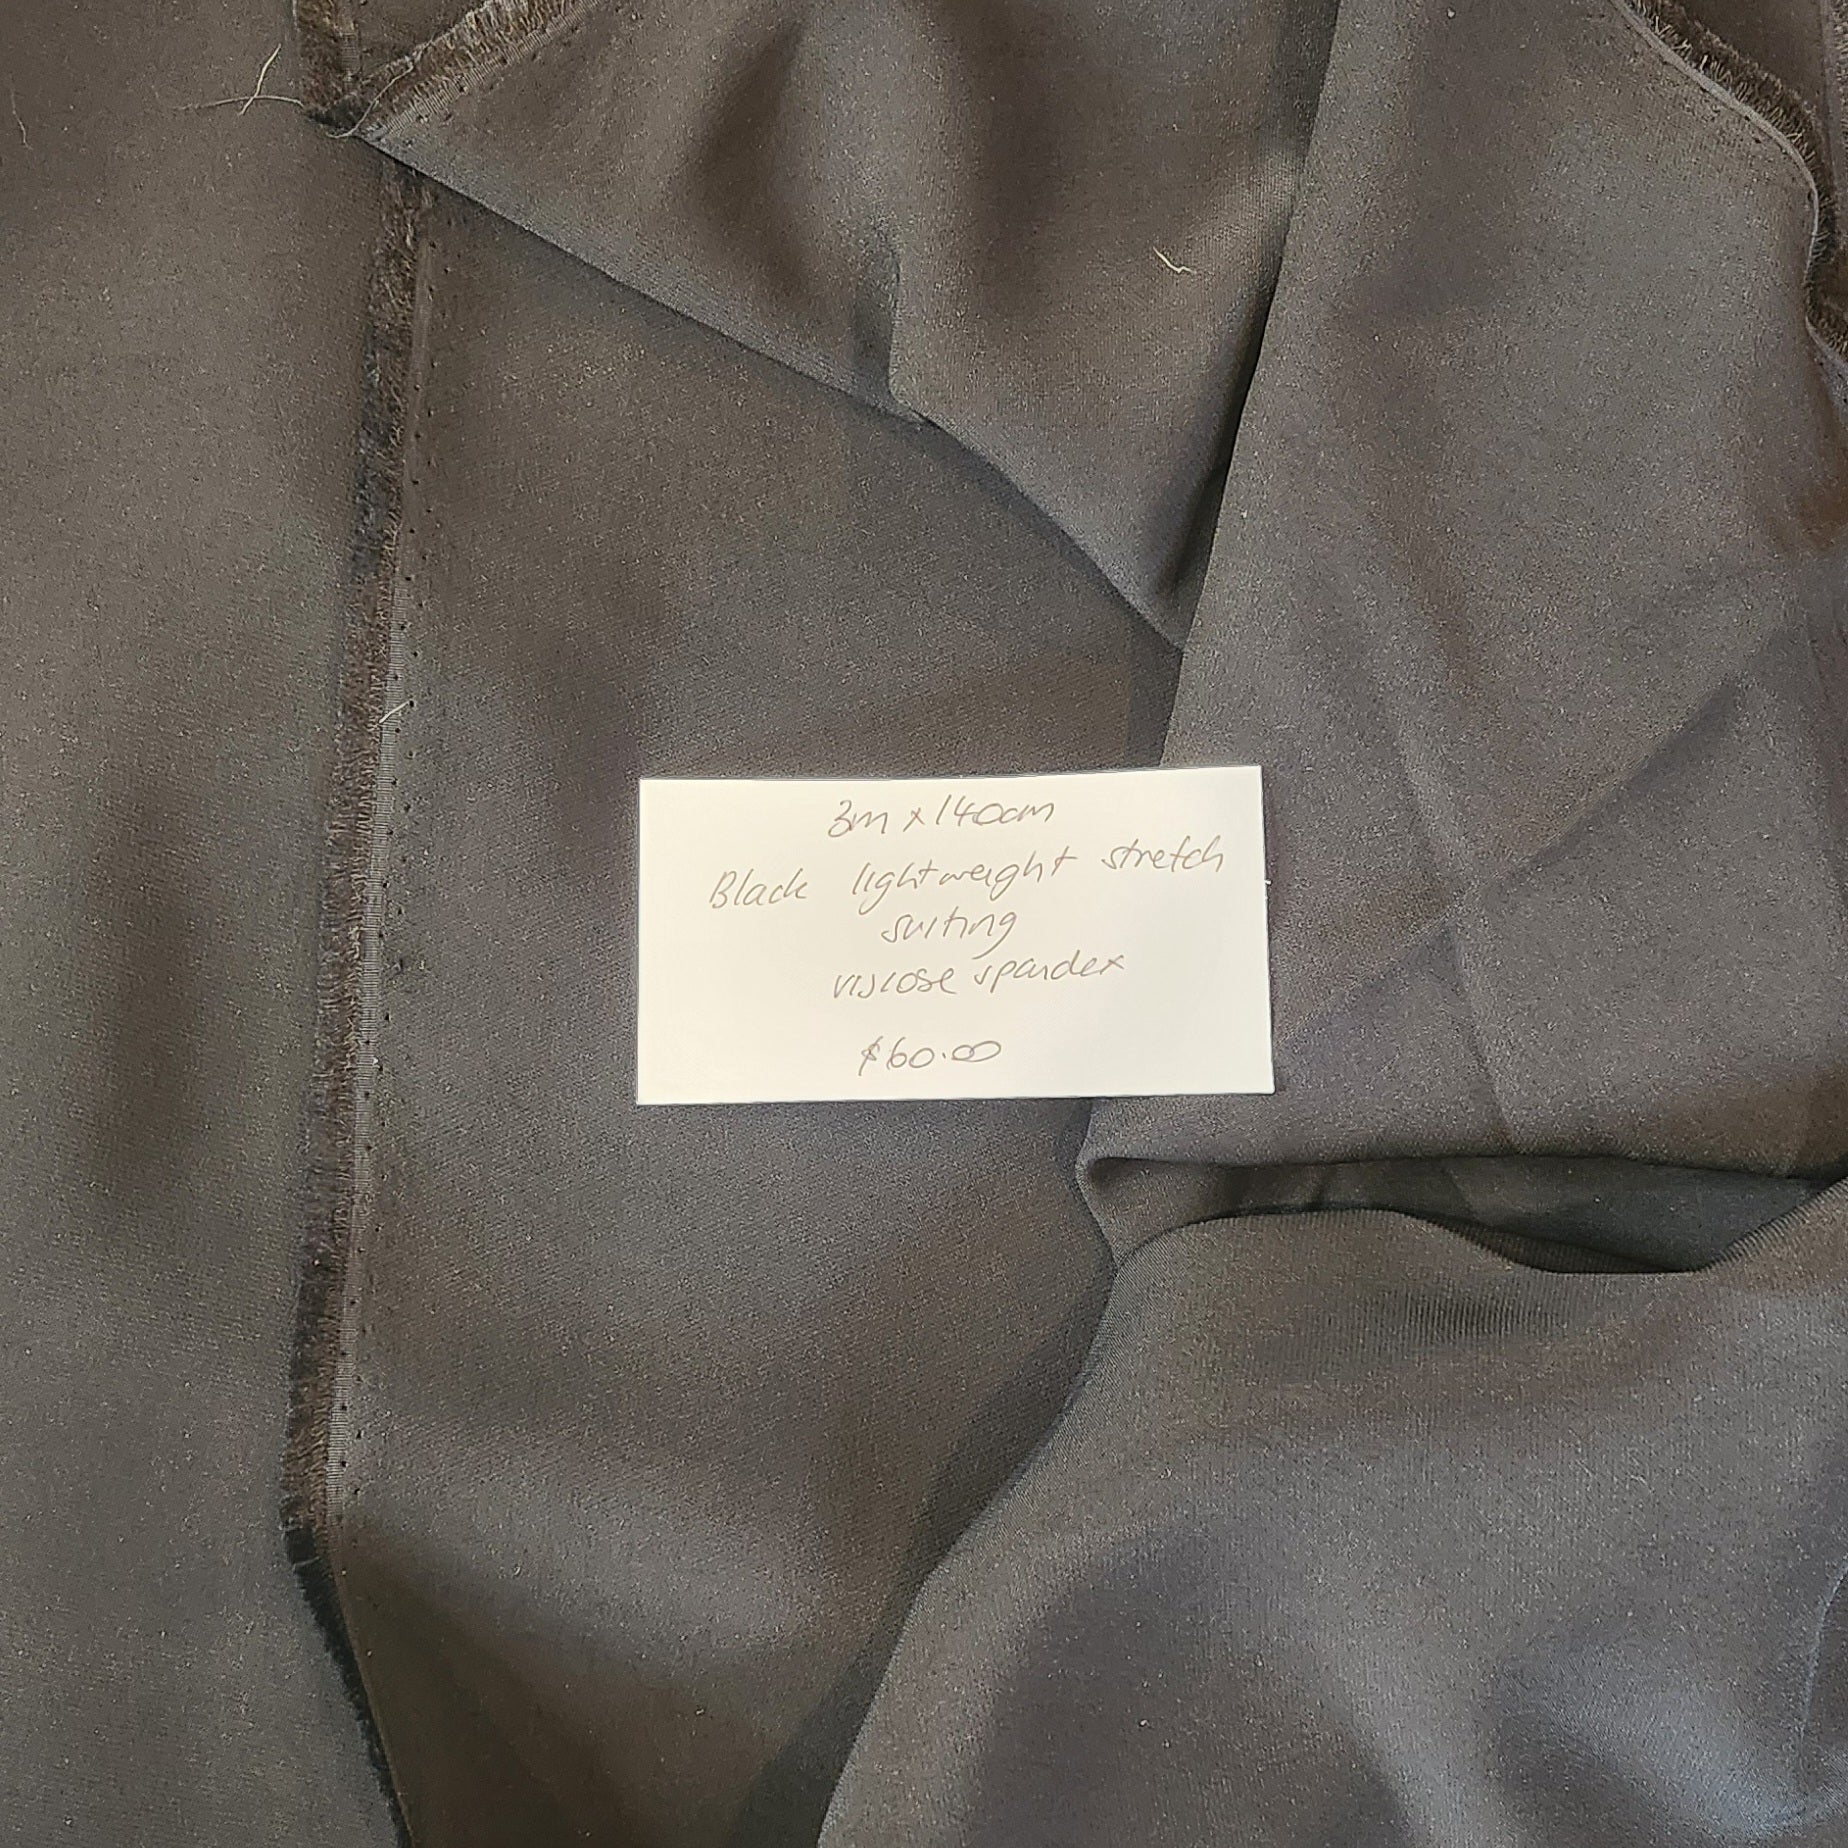 3m x 140cm
Black lightweight stretch
suiting
viscose spandex
$60.00